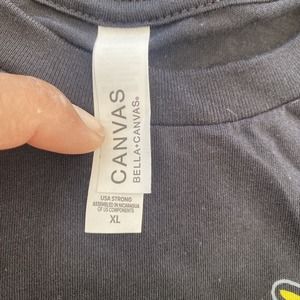 CANVAS
BELLA+CANVAS®
USA STRONG
ASSEMBLED IN NICARAGUA
OF US COMPONENTS
XL